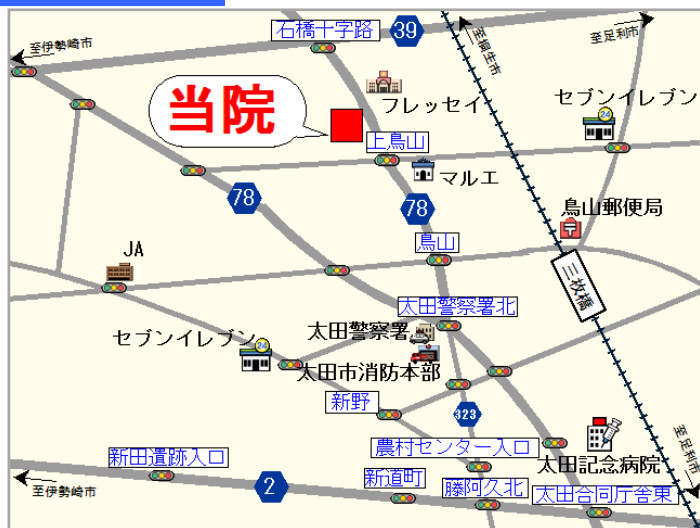 石橋十字路
39
至伊勢崎市
至桐生市
至足利市
フレッセイ
セブンイレブン
当院
上鳥山
マルエ
78
78
鳥山郵便局
JA
鳥山
三枚橋
太田警察署北
太田警察署
セブンイレブン
太田市消防本部
新野
323
農村センター入口
太田記念病院
至足利市
新田遺跡入口
2
新道町
藤阿久北
太田合同庁舎東
至伊勢崎市